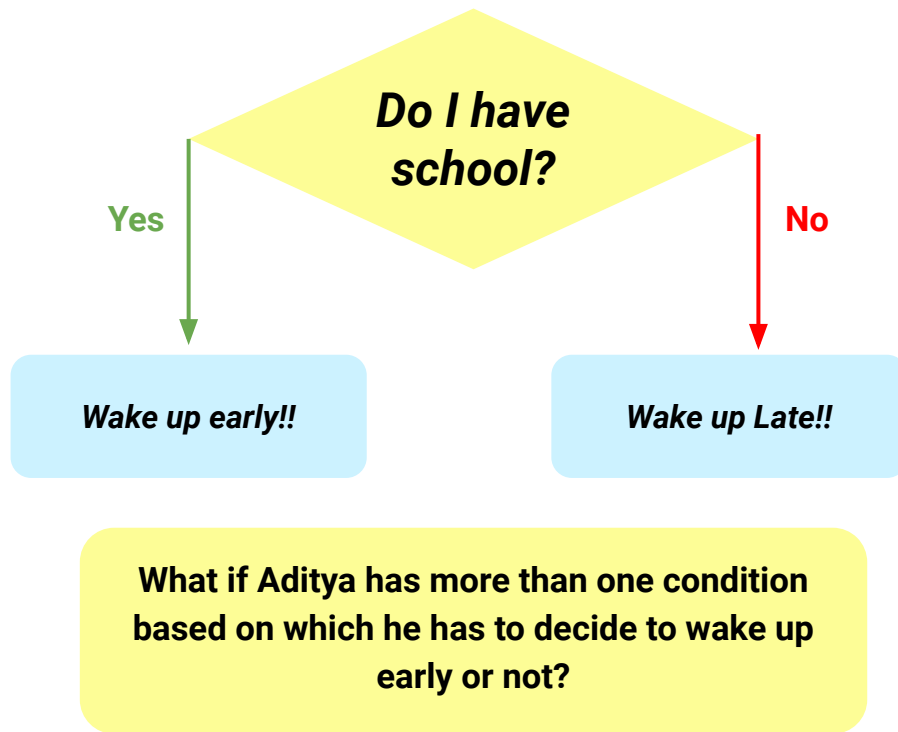 Do I have
school?
Yes
No
Wake up early!!
Wake up Late!!
What if Aditya has more than one condition
based on which he has to decide to wake up
early or not?